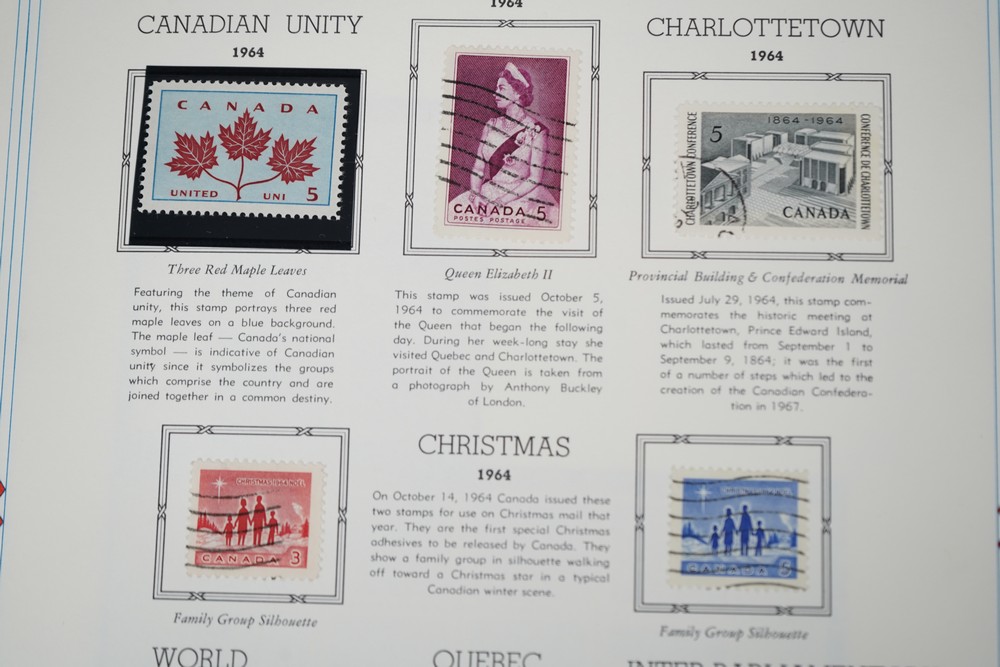 CANADIAN UNITY
1964
CANADA
UNITED UNI 5
Three Red Maple Leaves
Featuring the theme of Canadian
unity, this stamp portrays three red
maple leaves on a blue background.
The maple leaf — Canada's national
symbol — is indicative of Canadian
unity since it symbolizes the groups
which comprise the country and are
joined together in a common destiny.
1964
CANADA 5
POSTES POSTAGE
Queen Elizabeth II
This stamp was issued October 5,
1964 to commemorate the visit of
the Queen that began the following
day. During her week-long stay she
visited Quebec and Charlottetown. The
portrait of the Queen is taken from
a photograph by Anthony Buckley
of London.
CHARLOTTETOWN
1964
1864-1964
5
CHARLOTTETOWN CONFERENCE
CONFÉRENCE DE CHARLOTTETOWN
CANADA
Provincial Building & Confederation Memorial
Issued July 29, 1964, this stamp com-
memorates the historic meeting at
Charlottetown, Prince Edward Island,
which lasted from September 1 to
September 9, 1864; it was the first
of a number of steps which led to the
creation of the Canadian Confedera-
tion in 1967.
CHRISTMAS 1964 NOËL
CANADA 3
Family Group Silhouette
CHRISTMAS
1964
On October 14, 1964 Canada issued these
two stamps for use on Christmas mail that
year. They are the first special Christmas
adhesives to be released by Canada. They
show a family group in silhouette walking
off toward a Christmas star in a typical
Canadian winter scene.
CANADA 5
Family Group Silhouette
WORLD
QUEBEC